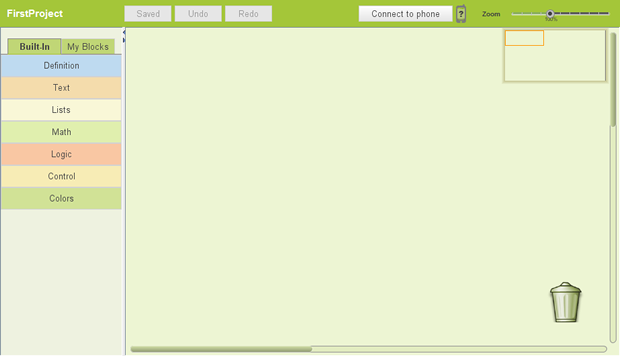 FirstProject
Saved
Undo
Redo
Connect to phone
?
Zoom
100%
Built-In
My Blocks
Definition
Text
Lists
Math
Logic
Control
Colors